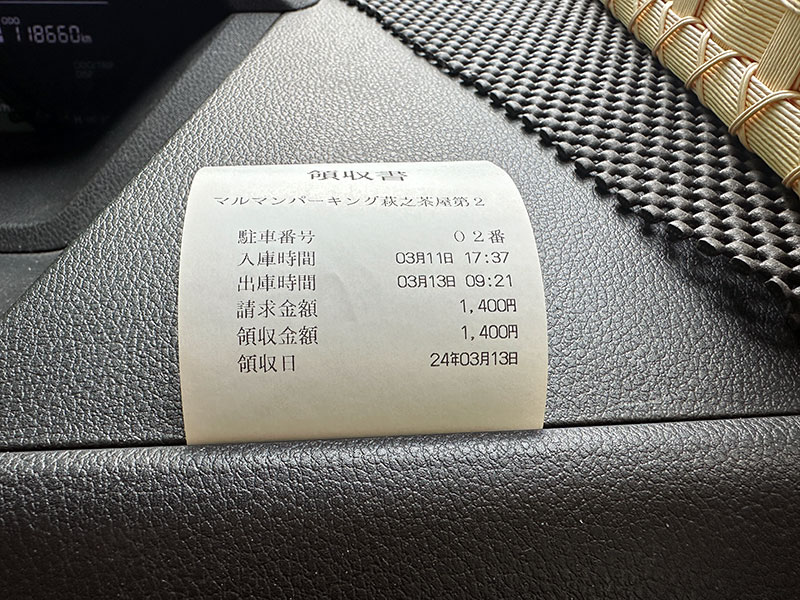 ODO
118660km
領収書
マルマンパーキング萩之茶屋第2
駐車番号 02番
入庫時間 03月11日 17:37
出庫時間 03月13日 09:21
請求金額 1,400円
領収金額 1,400円
領収日 24年03月13日